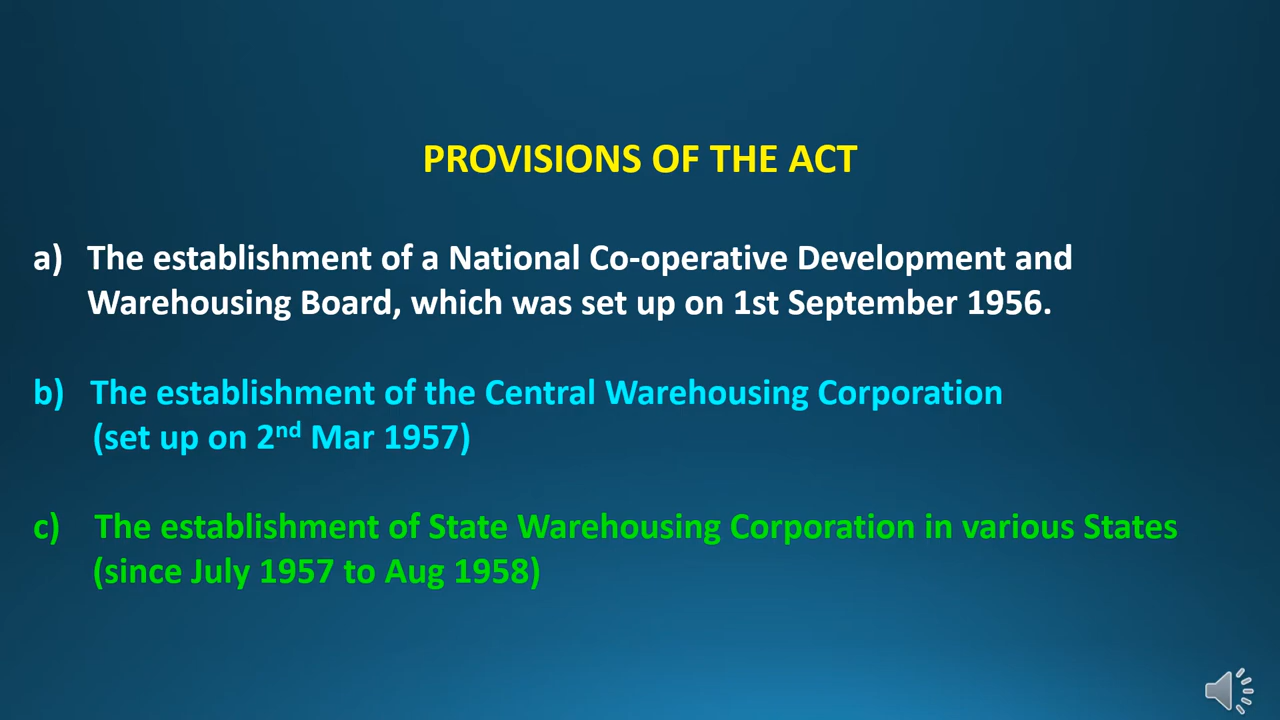 PROVISIONS OF THE ACT
a) The establishment of a National Co-operative Development and
Warehousing Board, which was set up on 1st September 1956.
b) The establishment of the Central Warehousing Corporation
(set up on 2nd Mar 1957)
c) The establishment of State Warehousing Corporation in various States
(since July 1957 to Aug 1958)